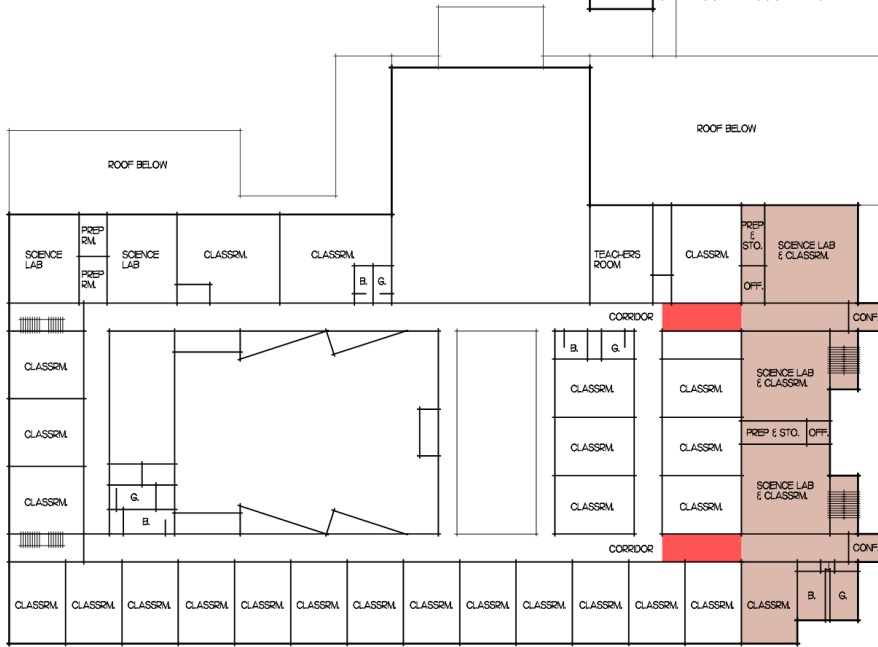 ROOF BELOW
ROOF BELOW
SCIENCE
LAB
PREP
RM.
PREP
RM.
SCIENCE
LAB
CLASSRM.
CLASSRM.
B.
G.
TEACHERS
ROOM
CLASSRM.
PREP
&
STO.
OFF.
SCIENCE LAB
& CLASSRM.
CORRIDOR
CONF
CLASSRM.
CLASSRM.
CLASSRM.
G.
B.
B.
G.
CLASSRM.
CLASSRM.
CLASSRM.
CLASSRM.
CLASSRM.
CLASSRM.
SCIENCE LAB
& CLASSRM.
PREP & STO.
OFF.
SCIENCE LAB
& CLASSRM.
CORRIDOR
CONF
CLASSRM.
CLASSRM.
CLASSRM.
CLASSRM.
CLASSRM.
CLASSRM.
CLASSRM.
CLASSRM.
CLASSRM.
CLASSRM.
CLASSRM.
CLASSRM.
CLASSRM.
CLASSRM.
B.
G.